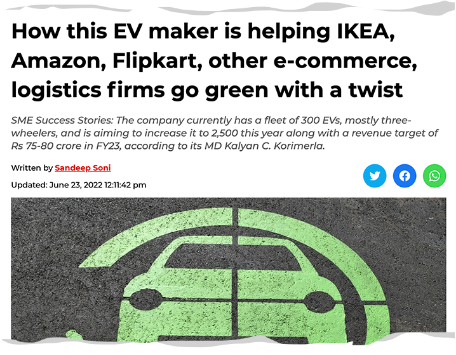 How this EV maker is helping IKEA,
Amazon, Flipkart, other e-commerce,
logistics firms go green with a twist
SME Success Stories: The company currently has a fleet of 300 EVs, mostly three-
wheelers, and is aiming to increase it to 2,500 this year along with a revenue target of
Rs 75-80 crore in FY23, according to its MD Kalyan C. Korimerla.
Written by Sandeep Soni
Updated: June 23, 2022 12:11:42 pm